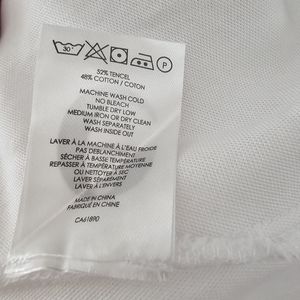 30°
P
52% TENCEL
48% COTTON / COTON
MACHINE WASH COLD
NO BLEACH
TUMBLE DRY LOW
MEDIUM IRON OR DRY CLEAN
WASH SEPARATELY
WASH INSIDE OUT
LAVER À LA MACHINE À L'EAU FROIDE
PAS DEBLANCHIMENT
SÉCHER À BASSE TEMPÉRATURE
REPASSER À TEMPÉRATURE MOYENNE
OU NETTOYER À SEC
LAVER SÉPARÉMENT
LAVER À L'ENVERS
MADE IN CHINA
FABRIQUÉ EN CHINE
CA61890